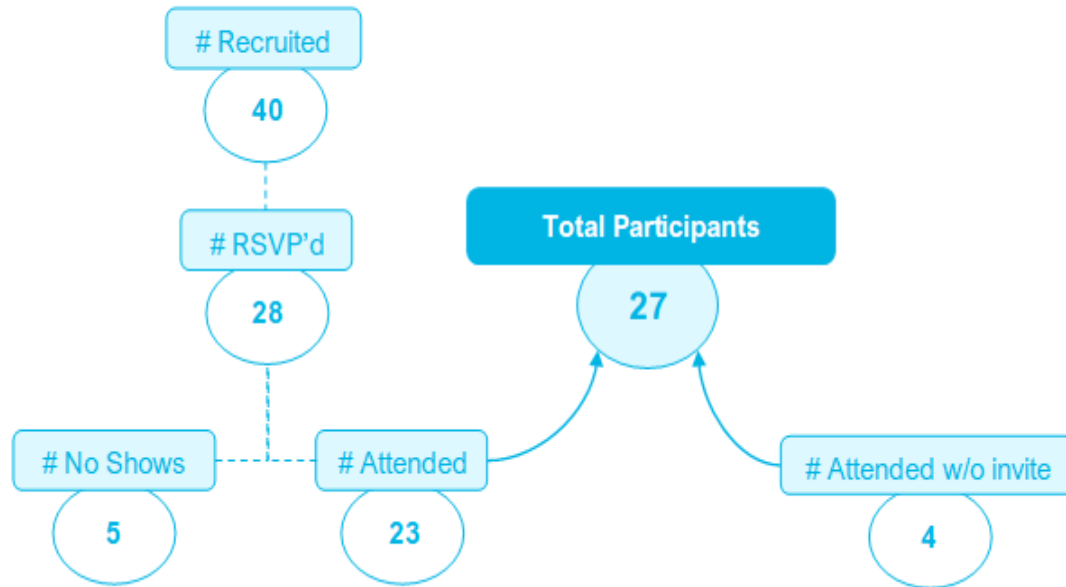 # Recruited
40
# RSVP’d
28
Total Participants
27
# No Shows
5
# Attended
23
# Attended w/o invite
4